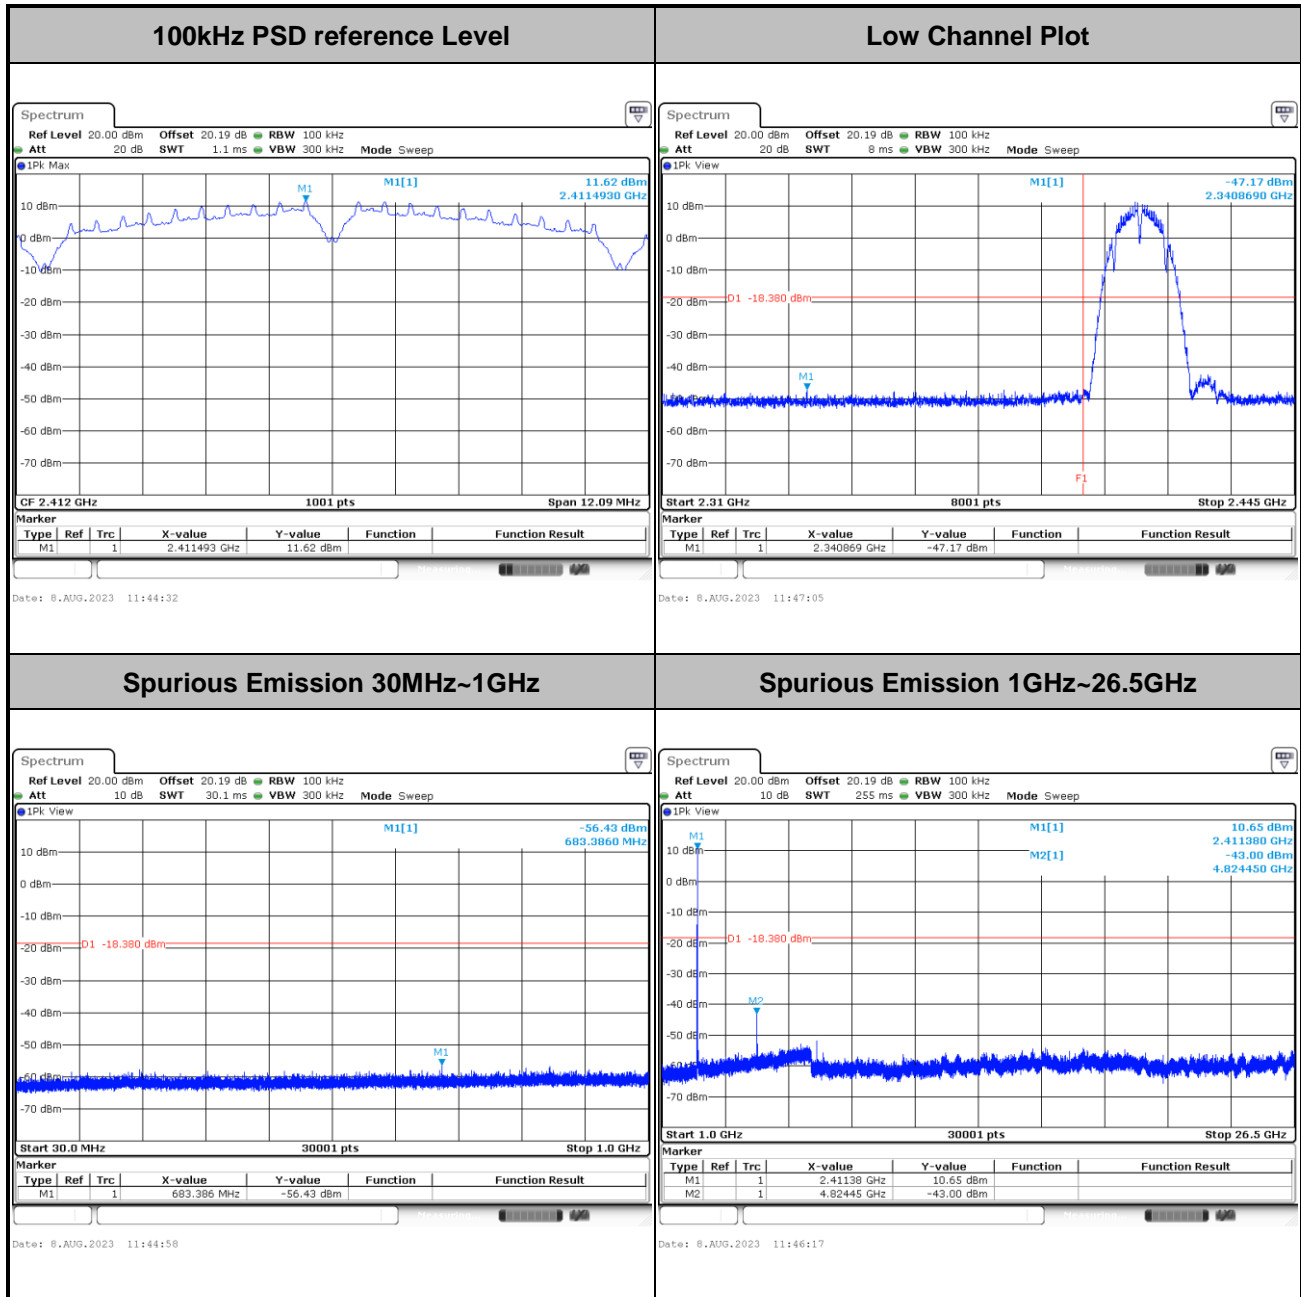 100kHz PSD reference Level
Low Channel Plot
Spectrum
Ref Level 20.00 dBm Offset 20.19 dB RBW 100 kHz
Att 20 dB SWT 1.1 ms VBW 300 kHz Mode Sweep
1Pk Max
M1[1] 11.62 dBm
2.4114930 GHz
M1
10 dBm
0 dBm
-10 dBm
-20 dBm
-30 dBm
-40 dBm
-50 dBm
-60 dBm
-70 dBm
CF 2.412 GHz 1001 pts Span 12.09 MHz
Marker
Type Ref Trc X-value Y-value Function Function Result
M1 1 2.411493 GHz 11.62 dBm
Date: 8.AUG.2023 11:44:32
Spectrum
Ref Level 20.00 dBm Offset 20.19 dB RBW 100 kHz
Att 20 dB SWT 8 ms VBW 300 kHz Mode Sweep
1Pk View
M1[1] -47.17 dBm
2.3408690 GHz
10 dBm
0 dBm
-10 dBm
-20 dBm
D1 -18.380 dBm
-30 dBm
-40 dBm
M1
-60 dBm
-70 dBm
F1
Start 2.31 GHz 8001 pts Stop 2.445 GHz
Marker
Type Ref Trc X-value Y-value Function Function Result
M1 1 2.340869 GHz -47.17 dBm
Date: 8.AUG.2023 11:47:05
Spurious Emission 30MHz~1GHz
Spurious Emission 1GHz~26.5GHz
Spectrum
Ref Level 20.00 dBm Offset 20.19 dB RBW 100 kHz
Att 10 dB SWT 30.1 ms VBW 300 kHz Mode Sweep
1Pk View
M1[1] -56.43 dBm
683.3860 MHz
10 dBm
0 dBm
-10 dBm
-20 dBm
D1 -18.380 dBm
-30 dBm
-40 dBm
-50 dBm
M1
-60 dBm
-70 dBm
Start 30.0 MHz 30001 pts Stop 1.0 GHz
Marker
Type Ref Trc X-value Y-value Function Function Result
M1 1 683.386 MHz -56.43 dBm
Date: 8.AUG.2023 11:44:58
Spectrum
Ref Level 20.00 dBm Offset 20.19 dB RBW 100 kHz
Att 10 dB SWT 255 ms VBW 300 kHz Mode Sweep
1Pk View
M1[1] 10.65 dBm
2.411380 GHz
M2[1] -43.00 dBm
4.824450 GHz
M1
10 dBm
0 dBm
-10 dBm
-20 dBm
D1 -18.380 dBm
-30 dBm
-40 dBm
M2
-50 dBm
-60 dBm
-70 dBm
Start 1.0 GHz 30001 pts Stop 26.5 GHz
Marker
Type Ref Trc X-value Y-value Function Function Result
M1 1 2.41138 GHz 10.65 dBm
M2 1 4.82445 GHz -43.00 dBm
Date: 8.AUG.2023 11:46:17